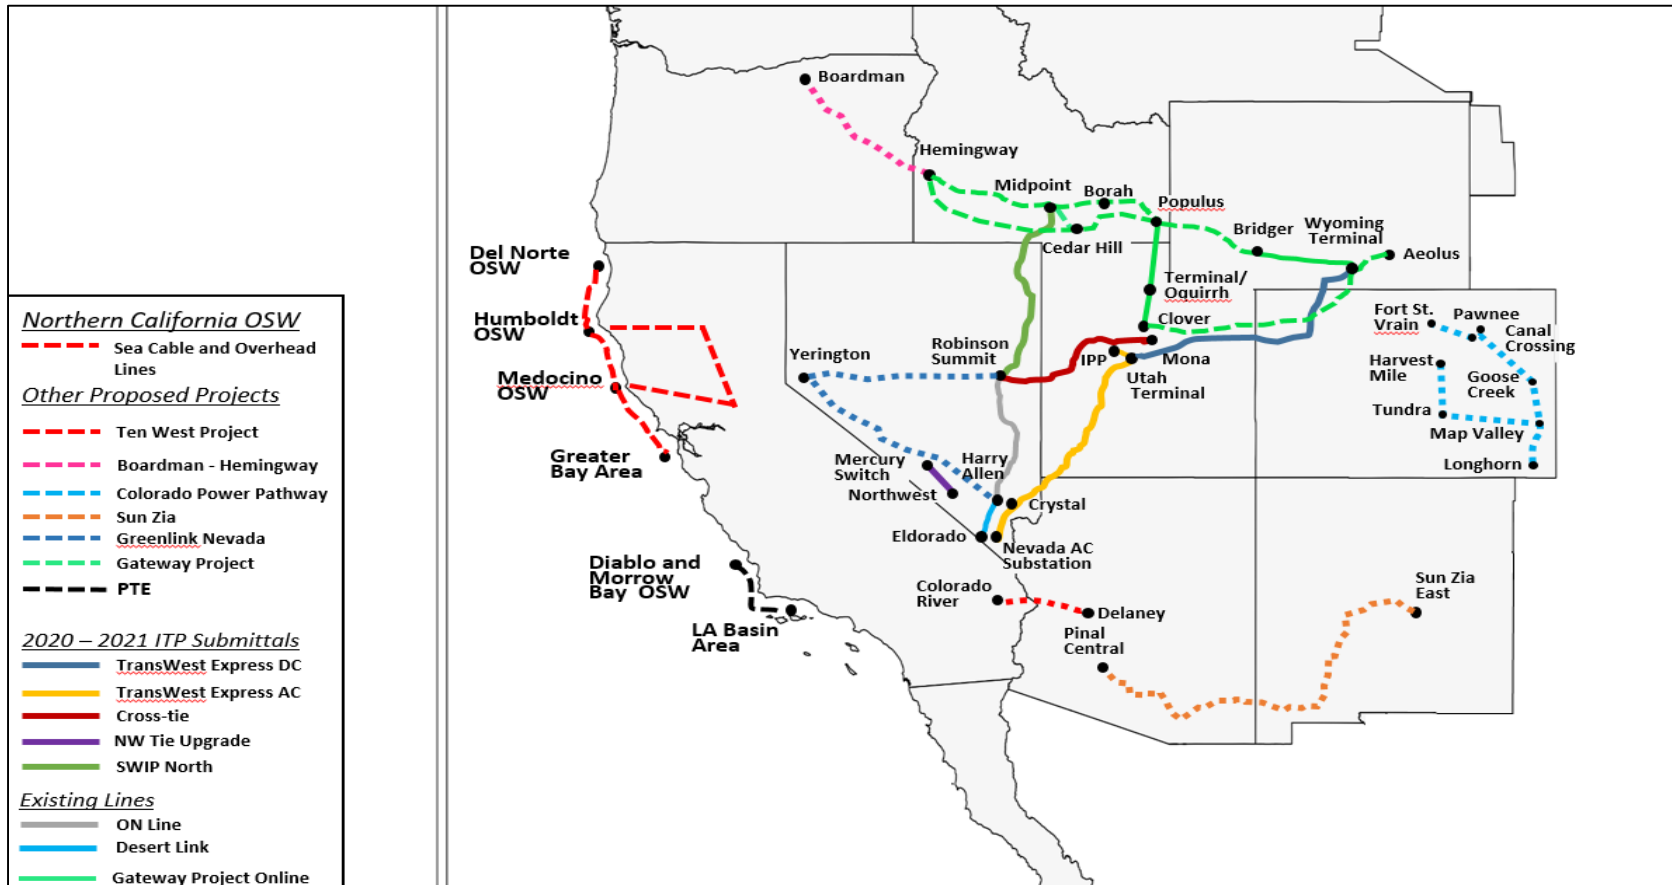 Northern California OSW
Sea Cable and Overhead
Lines
Other Proposed Projects
Ten West Project
Boardman - Hemingway
Colorado Power Pathway
Sun Zia
Greenlink Nevada
Gateway Project
PTE
2020 – 2021 ITP Submittals
TransWest Express DC
TransWest Express AC
Cross-tie
NW Tie Upgrade
SWIP North
Existing Lines
ON Line
Desert Link
Gateway Project Online
Boardman
Hemingway
Midpoint
Borah
Populus
Cedar Hill
Bridger
Wyoming
Terminal
Aeolus
Del Norte
OSW
Humboldt
OSW
Medocino
OSW
Greater
Bay Area
Diablo and
Morrow
Bay OSW
LA Basin
Area
Terminal/
Oquirrh
Clover
Mona
IPP
Utah
Terminal
Robinson
Summit
Yerington
Mercury
Switch
Northwest
Harry
Allen
Crystal
Eldorado
Nevada AC
Substation
Colorado
River
Delaney
Pinal
Central
Sun Zia
East
Fort St.
Vrain
Pawnee
Canal
Crossing
Harvest
Mile
Goose
Creek
Tundra
Map Valley
Longhorn